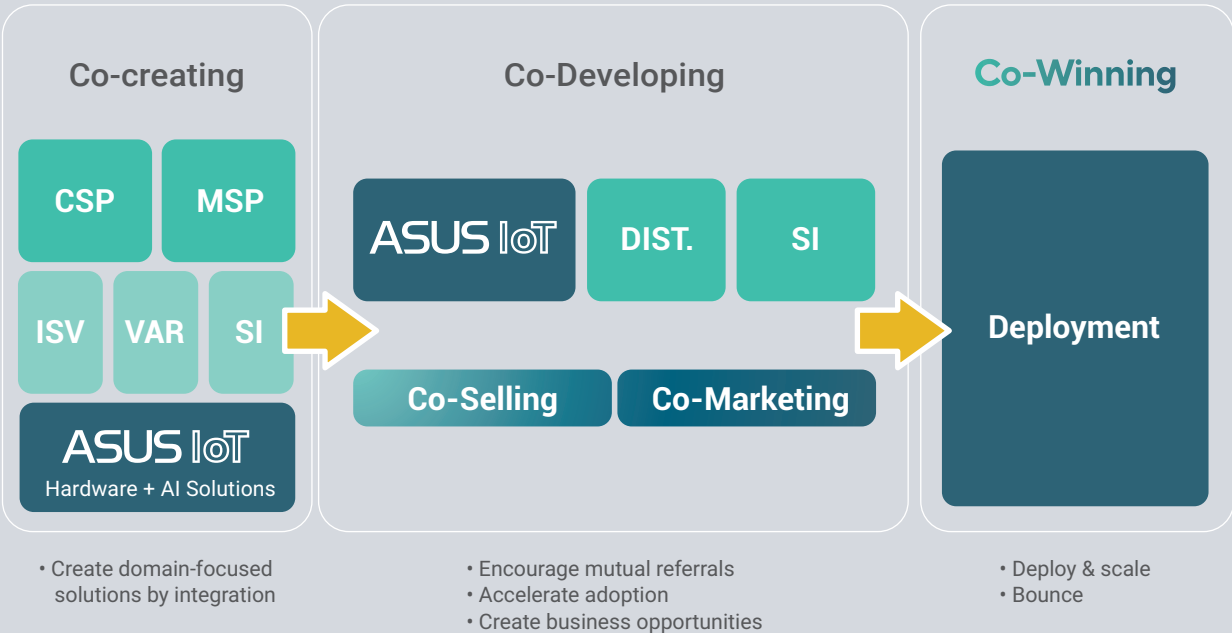 Co-creating
CSP
MSP
ISV
VAR
SI
ASUS IoT
Hardware + AI Solutions
• Create domain-focused
solutions by integration
Co-Developing
ASUS IoT
DIST.
SI
Co-Selling
Co-Marketing
• Encourage mutual referrals
• Accelerate adoption
• Create business opportunities
Co-Winning
Deployment
• Deploy & scale
• Bounce